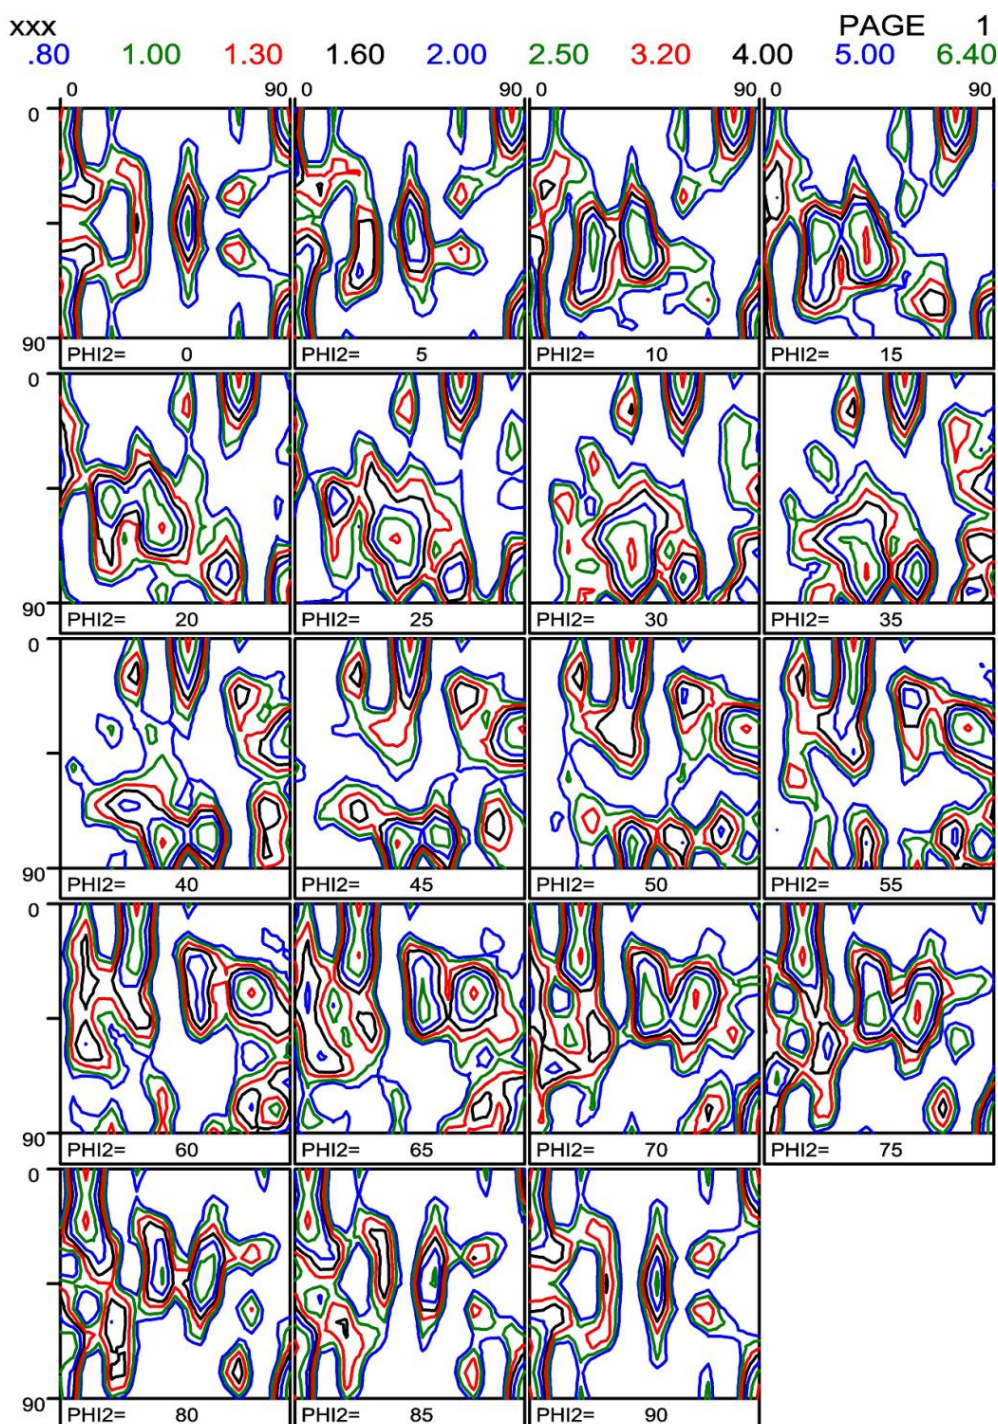 xxx PAGE 1
.80 1.00 1.30 1.60 2.00 2.50 3.20 4.00 5.00 6.40
0 90 0 90 0 90 0 90
0
90
PHI2= 0 PHI2= 5 PHI2= 10 PHI2= 15
0
90
PHI2= 20 PHI2= 25 PHI2= 30 PHI2= 35
0
90
PHI2= 40 PHI2= 45 PHI2= 50 PHI2= 55
0
90
PHI2= 60 PHI2= 65 PHI2= 70 PHI2= 75
0
90
PHI2= 80 PHI2= 85 PHI2= 90